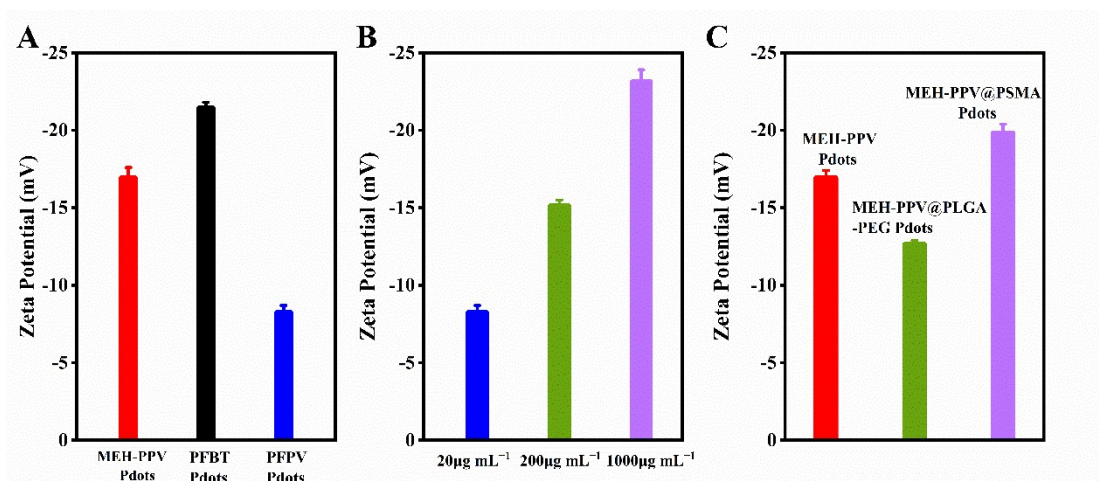 A
Zeta Potential (mV)
-25
-20
-15
-10
-5
0
MEH-PPV
Pdots
PFBT
Pdots
PFPV
Pdots
B
Zeta Potential (mV)
-25
-20
-15
-10
-5
0
20μg mL⁻¹
200μg mL⁻¹
1000μg mL⁻¹
C
Zeta Potential (mV)
-25
-20
-15
-10
-5
0
MEH-PPV
Pdots
MEH-PPV@PLGA
-PEG Pdots
MEH-PPV@PSMA
Pdots